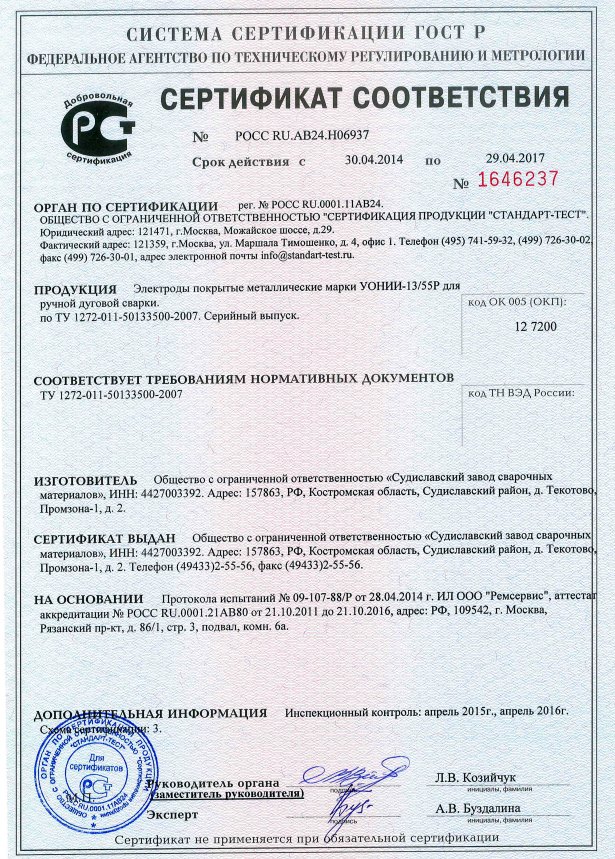 СИСТЕМА СЕРТИФИКАЦИИ ГОСТ Р
ФЕДЕРАЛЬНОЕ АГЕНТСТВО ПО ТЕХНИЧЕСКОМУ РЕГУЛИРОВАНИЮ И МЕТРОЛОГИИ
Добровольная
сертификация
СЕРТИФИКАТ СООТВЕТСТВИЯ
№ РОСС RU.АВ24.Н06937
Срок действия с 30.04.2014 по 29.04.2017
№ 1646237
ОРГАН ПО СЕРТИФИКАЦИИ рег. № РОСС RU.0001.11АВ24.
ОБЩЕСТВО С ОГРАНИЧЕННОЙ ОТВЕТСТВЕННОСТЬЮ "СЕРТИФИКАЦИЯ ПРОДУКЦИИ "СТАНДАРТ-ТЕСТ".
Юридический адрес: 121471, г.Москва, Можайское шоссе, д.29.
Фактический адрес: 121359, г.Москва, ул. Маршала Тимошенко, д. 4, офис 1. Телефон (495) 741-59-32, (499) 726-30-02,
факс (499) 726-30-01, адрес электронной почты info@standart-test.ru.
ПРОДУКЦИЯ Электроды покрытые металлические марки УОНИИ-13/55Р для
ручной дуговой сварки.
по ТУ 1272-011-50133500-2007. Серийный выпуск.
код ОК 005 (ОКП):
12 7200
СООТВЕТСТВУЕТ ТРЕБОВАНИЯМ НОРМАТИВНЫХ ДОКУМЕНТОВ
ТУ 1272-011-50133500-2007
код ТН ВЭД России:
ИЗГОТОВИТЕЛЬ Общество с ограниченной ответственностью «Судиславский завод сварочных
материалов», ИНН: 4427003392. Адрес: 157863, РФ, Костромская область, Судиславский район, д. Текотово,
Промзона-1, д. 2.
СЕРТИФИКАТ ВЫДАН Общество с ограниченной ответственностью «Судиславский завод сварочных
материалов», ИНН: 4427003392. Адрес: 157863, РФ, Костромская область, Судиславский район, д. Текотово,
Промзона-1, д. 2. Телефон (49433)2-55-56, факс (49433)2-55-56.
НА ОСНОВАНИИ Протокола испытаний № 09-107-88/Р от 28.04.2014 г. ИЛ ООО "Ремсервис", аттестат
аккредитации № РОСС RU.0001.21АВ80 от 21.10.2011 до 21.10.2016, адрес: РФ, 109542, г. Москва,
Рязанский пр-кт, д. 86/1, стр. 3, подвал, комн. 6а.
ДОПОЛНИТЕЛЬНАЯ ИНФОРМАЦИЯ Инспекционный контроль: апрель 2015г., апрель 2016г.
Схема сертификации: 3.
ОРГАН ПО СЕРТИФИКАЦИИ ПРОДУКЦИИ
"СТАНДАРТ-ТЕСТ"
Для
сертификатов
РОСС RU.0001.11АВ24
М.П.
Руководитель органа
(заместитель руководителя)
подпись
Л.В. Козийчук
инициалы, фамилия
Эксперт
подпись
А.В. Буздалина
инициалы, фамилия
Сертификат не применяется при обязательной сертификации